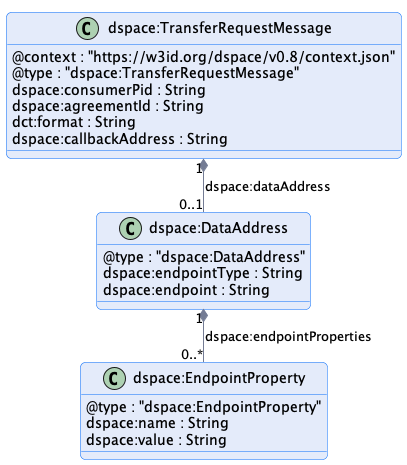 C dspace:TransferRequestMessage
@context : "https://w3id.org/dspace/v0.8/context.json"
@type : "dspace:TransferRequestMessage"
dspace:consumerPid : String
dspace:agreementId : String
dct:format : String
dspace:callbackAddress : String
1
dspace:dataAddress
0..1
C dspace:DataAddress
@type : "dspace:DataAddress"
dspace:endpointType : String
dspace:endpoint : String
1
dspace:endpointProperties
0..*
C dspace:EndpointProperty
@type : "dspace:EndpointProperty"
dspace:name : String
dspace:value : String